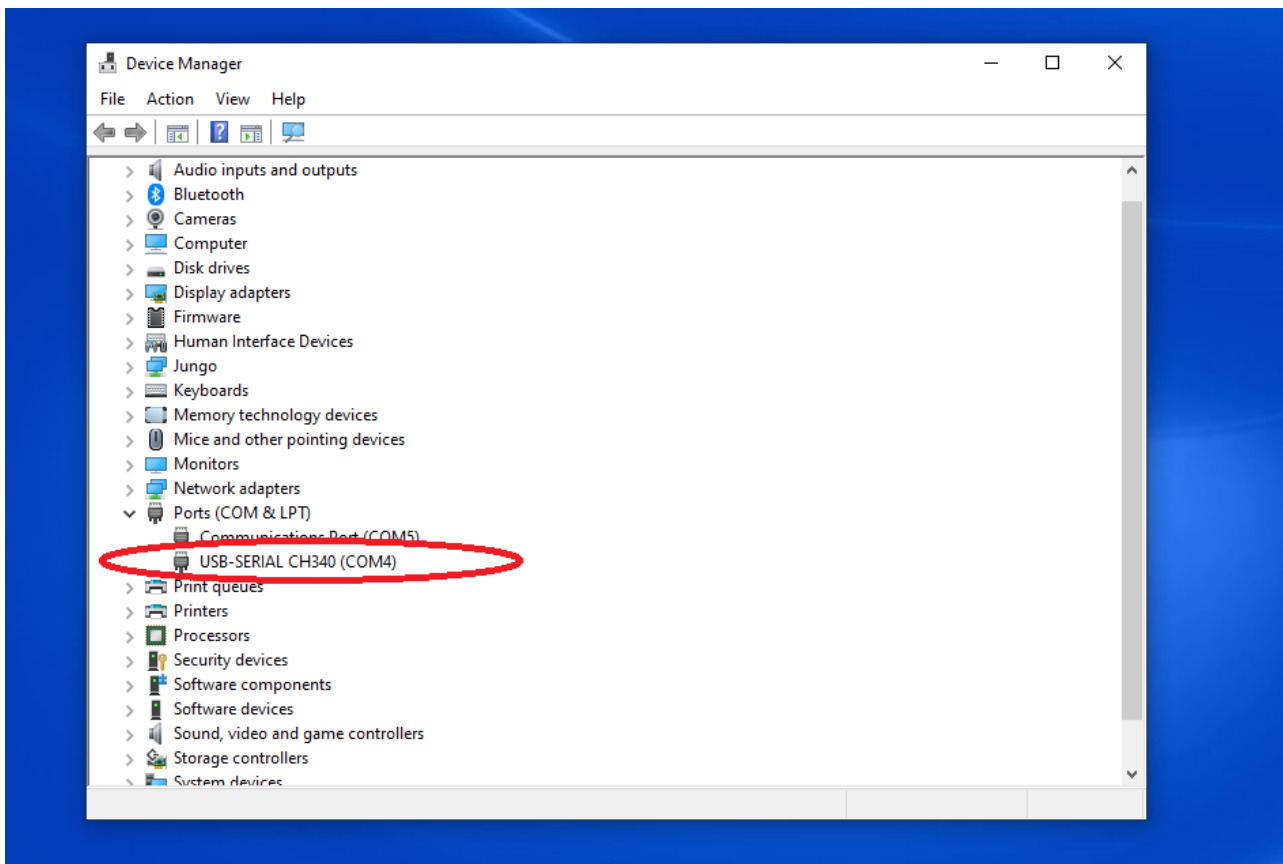 Device Manager
File Action View Help
Audio inputs and outputs
Bluetooth
Cameras
Computer
Disk drives
Display adapters
Firmware
Human Interface Devices
Jungo
Keyboards
Memory technology devices
Mice and other pointing devices
Monitors
Network adapters
Ports (COM & LPT)
Communications Port (COM5)
USB-SERIAL CH340 (COM4)
Print queues
Printers
Processors
Security devices
Software components
Software devices
Sound, video and game controllers
Storage controllers
System devices